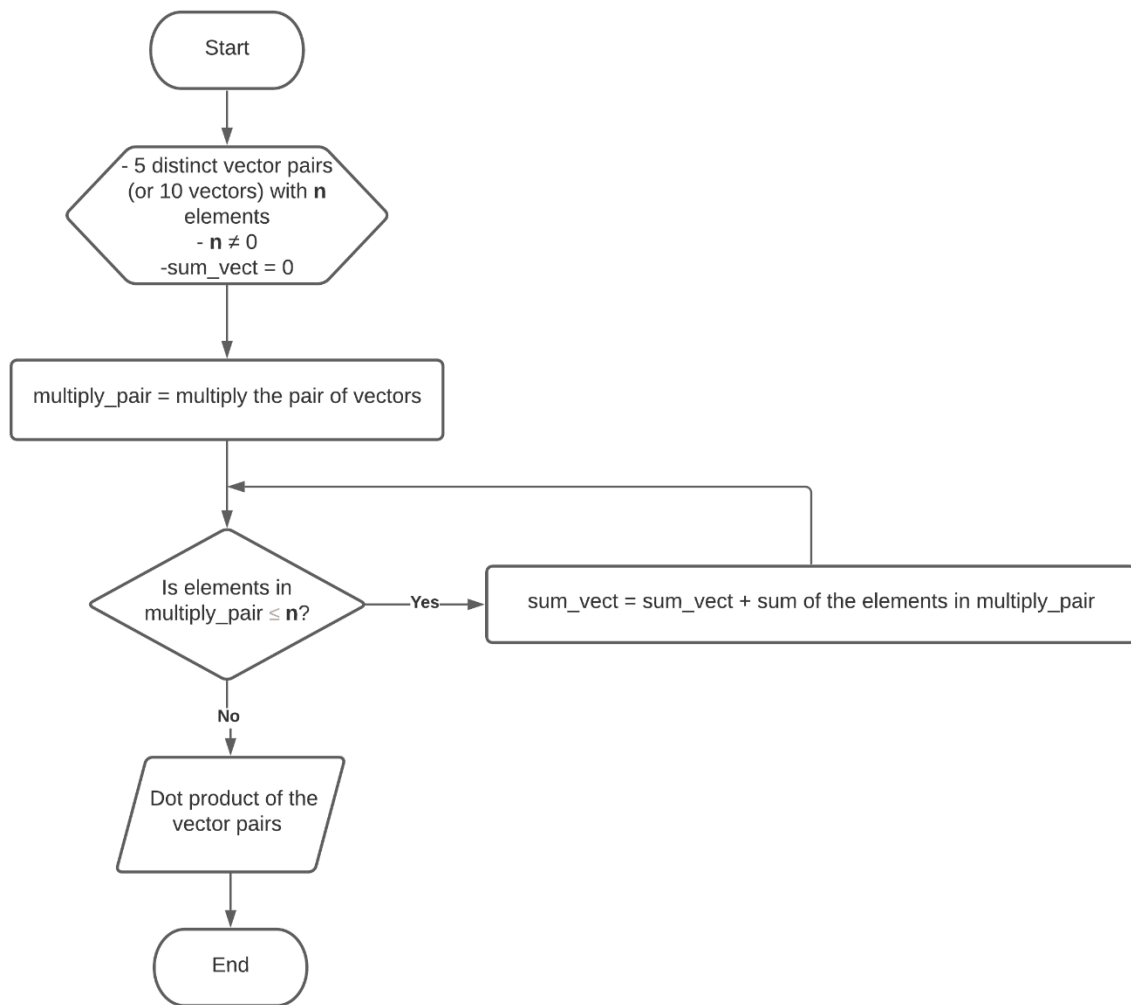 Start
- 5 distinct vector pairs
(or 10 vectors) with n
elements
- n ≠ 0
-sum_vect = 0
multiply_pair = multiply the pair of vectors
Is elements in
multiply_pair ≤ n?
Yes
sum_vect = sum_vect + sum of the elements in multiply_pair
No
Dot product of the
vector pairs
End